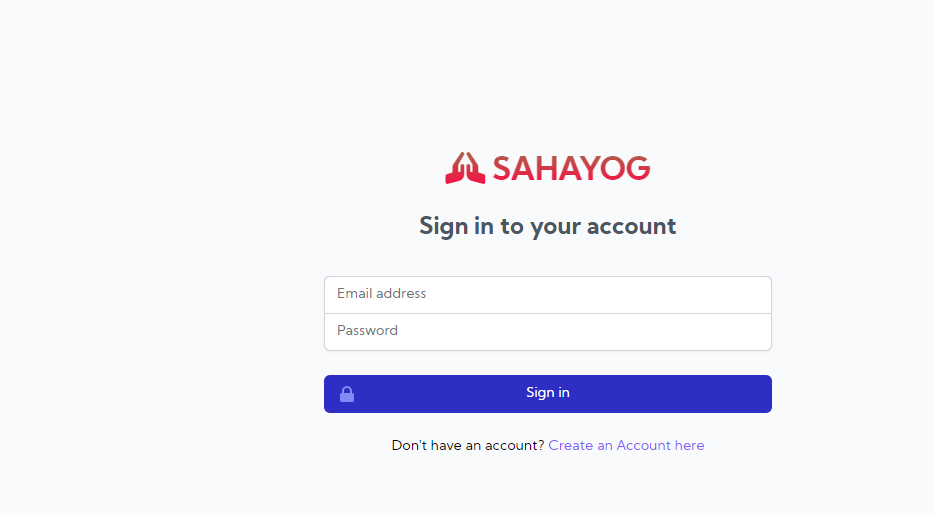 SAHAYOG
Sign in to your account
Email address
Password
Sign in
Don't have an account? Create an Account here